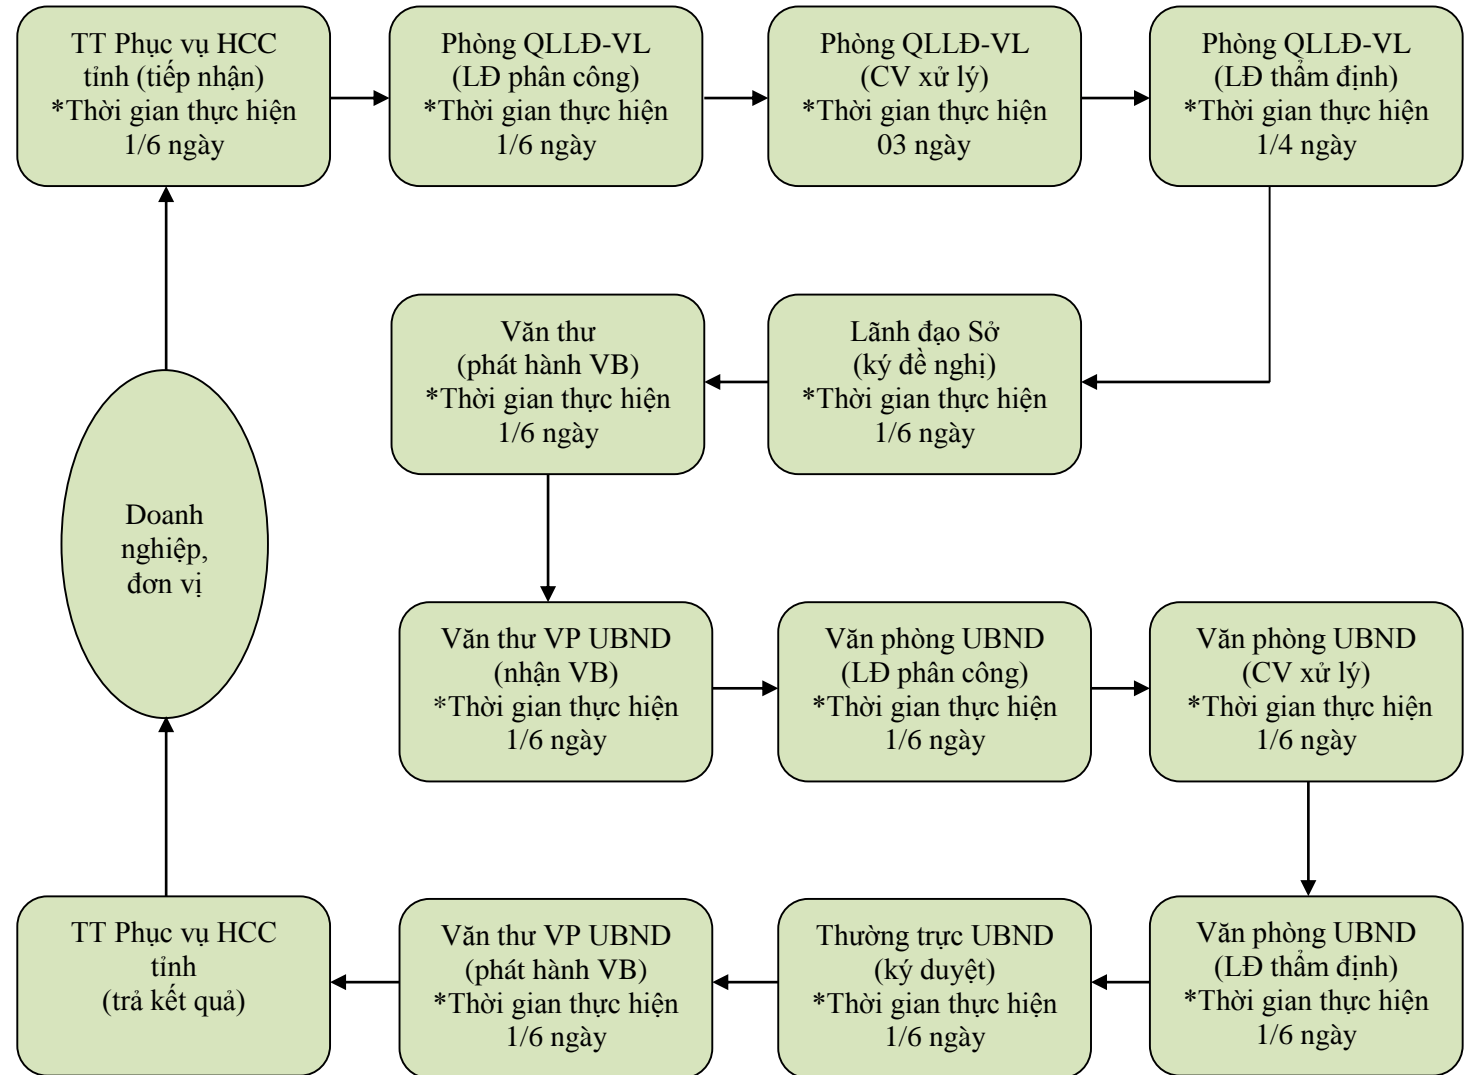 TT Phục vụ HCC
tỉnh (tiếp nhận)
*Thời gian thực hiện
1/6 ngày
Phòng QLLĐ-VL
(LĐ phân công)
*Thời gian thực hiện
1/6 ngày
Phòng QLLĐ-VL
(CV xử lý)
*Thời gian thực hiện
03 ngày
Phòng QLLĐ-VL
(LĐ thẩm định)
*Thời gian thực hiện
1/4 ngày
Lãnh đạo Sở
(ký đề nghị)
*Thời gian thực hiện
1/6 ngày
Văn thư
(phát hành VB)
*Thời gian thực hiện
1/6 ngày
Doanh
nghiệp,
đơn vị
Văn thư VP UBND
(nhận VB)
*Thời gian thực hiện
1/6 ngày
Văn phòng UBND
(LĐ phân công)
*Thời gian thực hiện
1/6 ngày
Văn phòng UBND
(CV xử lý)
*Thời gian thực hiện
1/6 ngày
Văn phòng UBND
(LĐ thẩm định)
*Thời gian thực hiện
1/6 ngày
Thường trực UBND
(ký duyệt)
*Thời gian thực hiện
1/6 ngày
Văn thư VP UBND
(phát hành VB)
*Thời gian thực hiện
1/6 ngày
TT Phục vụ HCC
tỉnh
(trả kết quả)